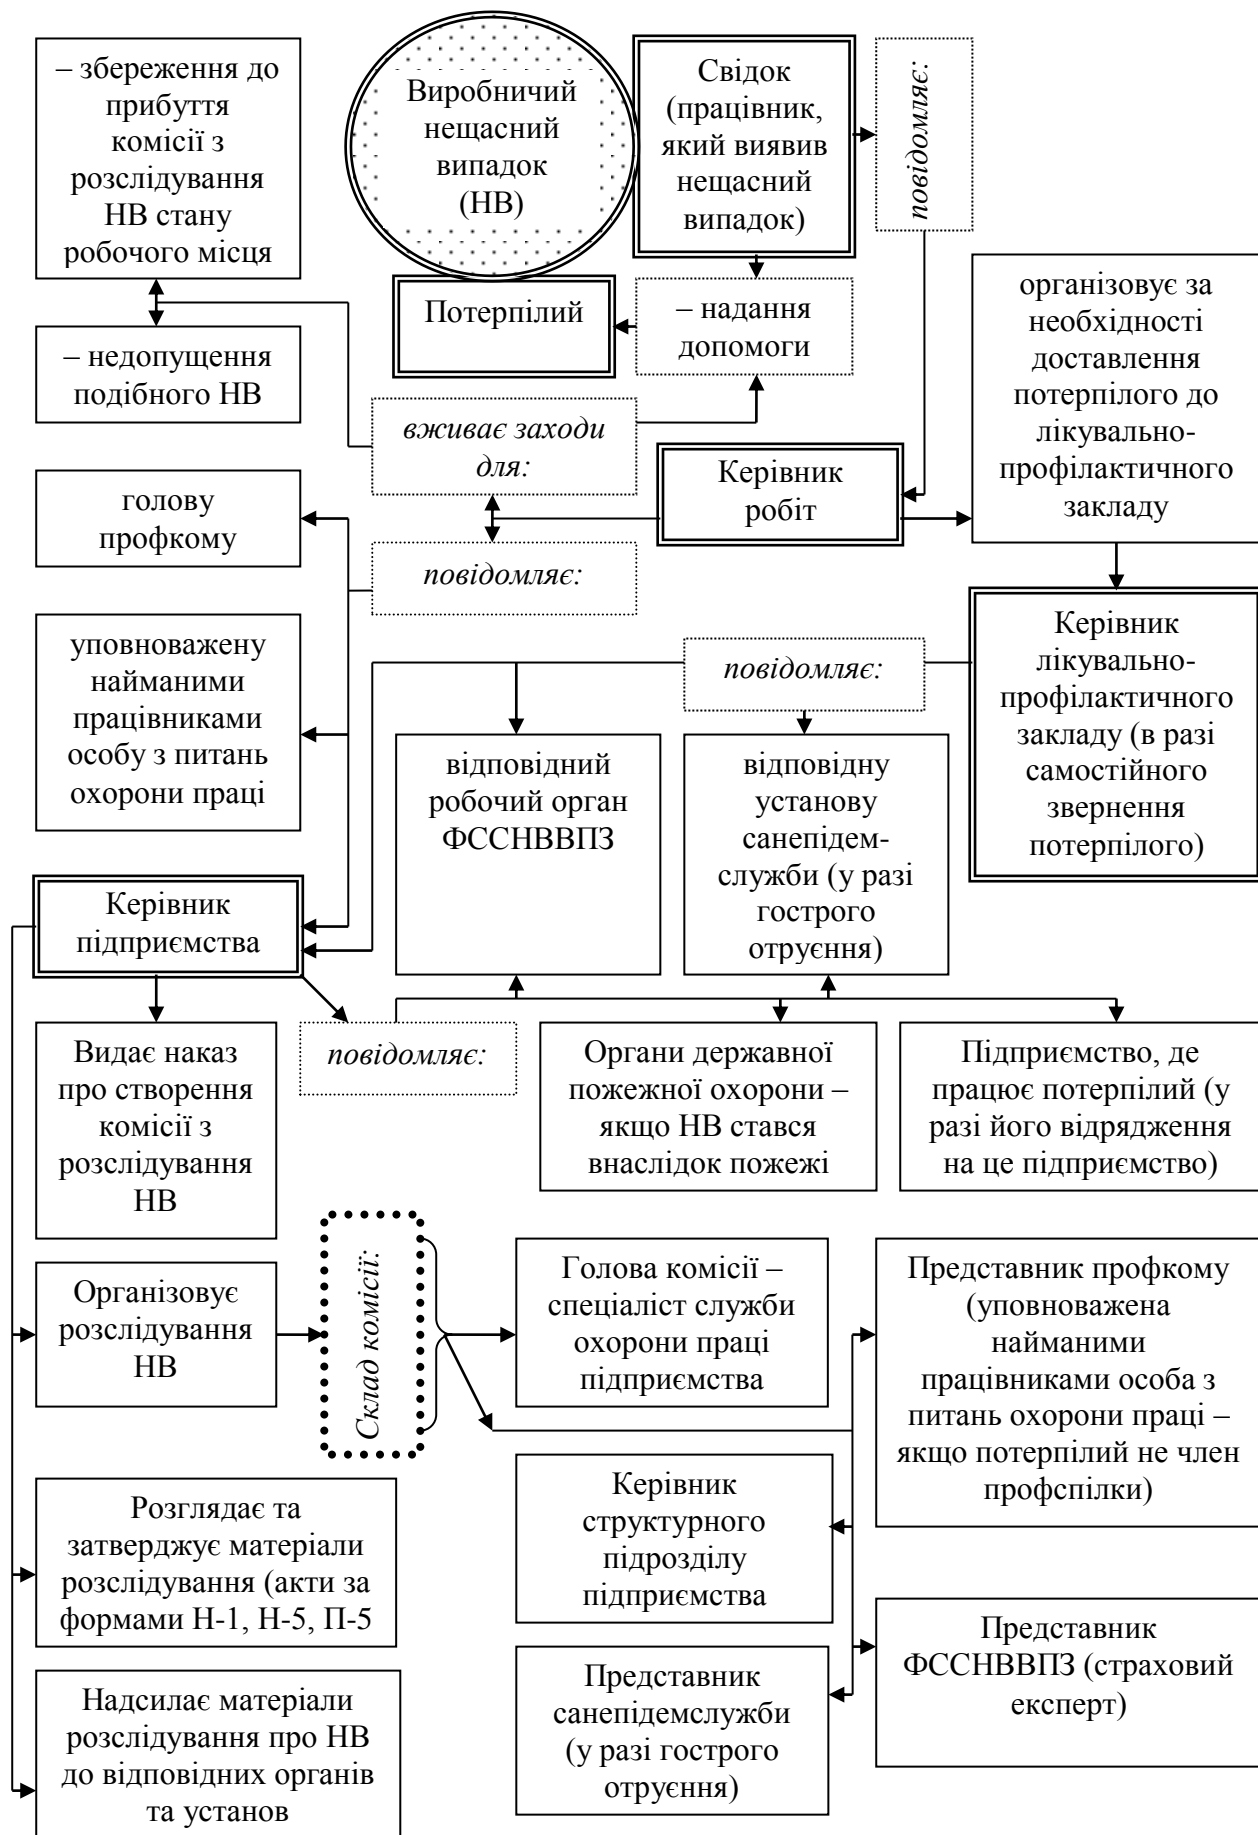 – збереження до
прибуття
комісії з
розслідування
НВ стану
робочого місця
Виробничий
нещасний
випадок
(НВ)
Свідок
(працівник,
який виявив
нещасний
випадок)
повідомляє:
– недопущення
подібного НВ
Потерпілий
– надання
допомоги
організовує за
необхідності
доставлення
потерпілого до
лікувально-
профілактичного
закладу
вживає заходи
для:
Керівник
робіт
голову
профкому
повідомляє:
уповноважену
найманими
працівниками
особу з питань
охорони праці
повідомляє:
Керівник
лікувально-
профілактичного
закладу (в разі
самостійного
звернення
потерпілого)
відповідний
робочий орган
ФССНВВПЗ
відповідну
установу
санепідем-
служби (у разі
гострого
отруєння)
Керівник
підприємства
Видає наказ
про створення
комісії з
розслідування
НВ
повідомляє:
Органи державної
пожежної охорони –
якщо НВ стався
внаслідок пожежі
Підприємство, де
працює потерпілий (у
разі його відрядження
на це підприємство)
Організовує
розслідування
НВ
Склад комісії:
Голова комісії –
спеціаліст служби
охорони праці
підприємства
Представник профкому
(уповноважена
найманими
працівниками особа з
питань охорони праці –
якщо потерпілий не член
профспілки)
Керівник
структурного
підрозділу
підприємства
Розглядає та
затверджує матеріали
розслідування (акти за
формами Н-1, Н-5, П-5
Представник
ФССНВВПЗ (страховий
експерт)
Представник
санепідемслужби
(у разі гострого
отруєння)
Надсилає матеріали
розслідування про НВ
до відповідних органів
та установ